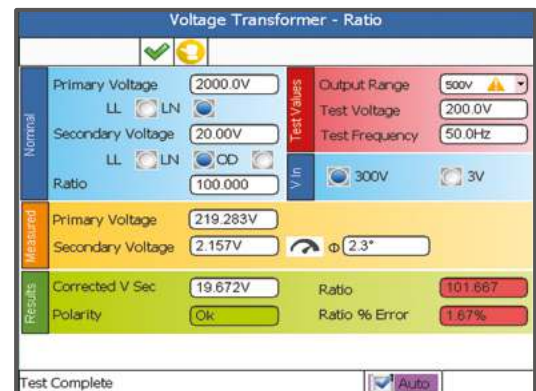 Voltage Transformer - Ratio
Nominal
Primary Voltage 2000.0V
LL LN
Secondary Voltage 20.00V
LL LN OD
Ratio 100.000
Test Values
Output Range 500V
Test Voltage 200.0V
Test Frequency 50.0Hz
V In
300V 3V
Measured
Primary Voltage 219.283V
Secondary Voltage 2.157V Φ 2.3°
Results
Corrected V Sec 19.672V Ratio 101.667
Polarity Ok Ratio % Error 1.67%
Test Complete Auto